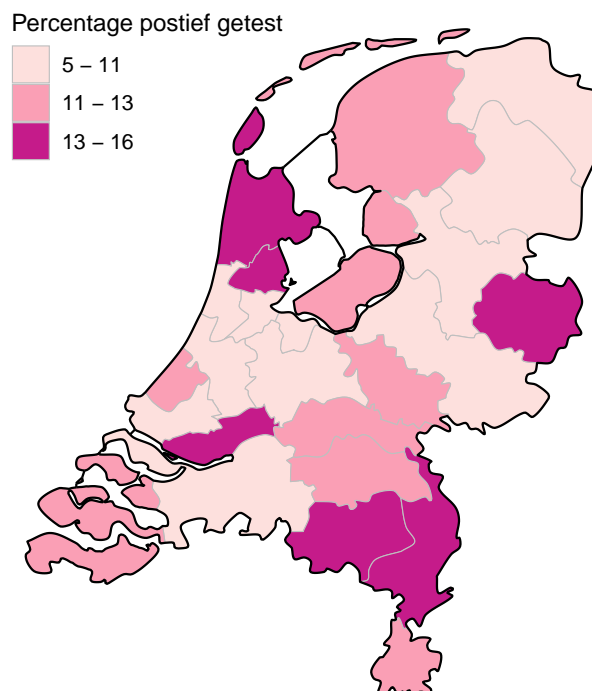 Percentage postief getest
5 – 11
11 – 13
13 – 16